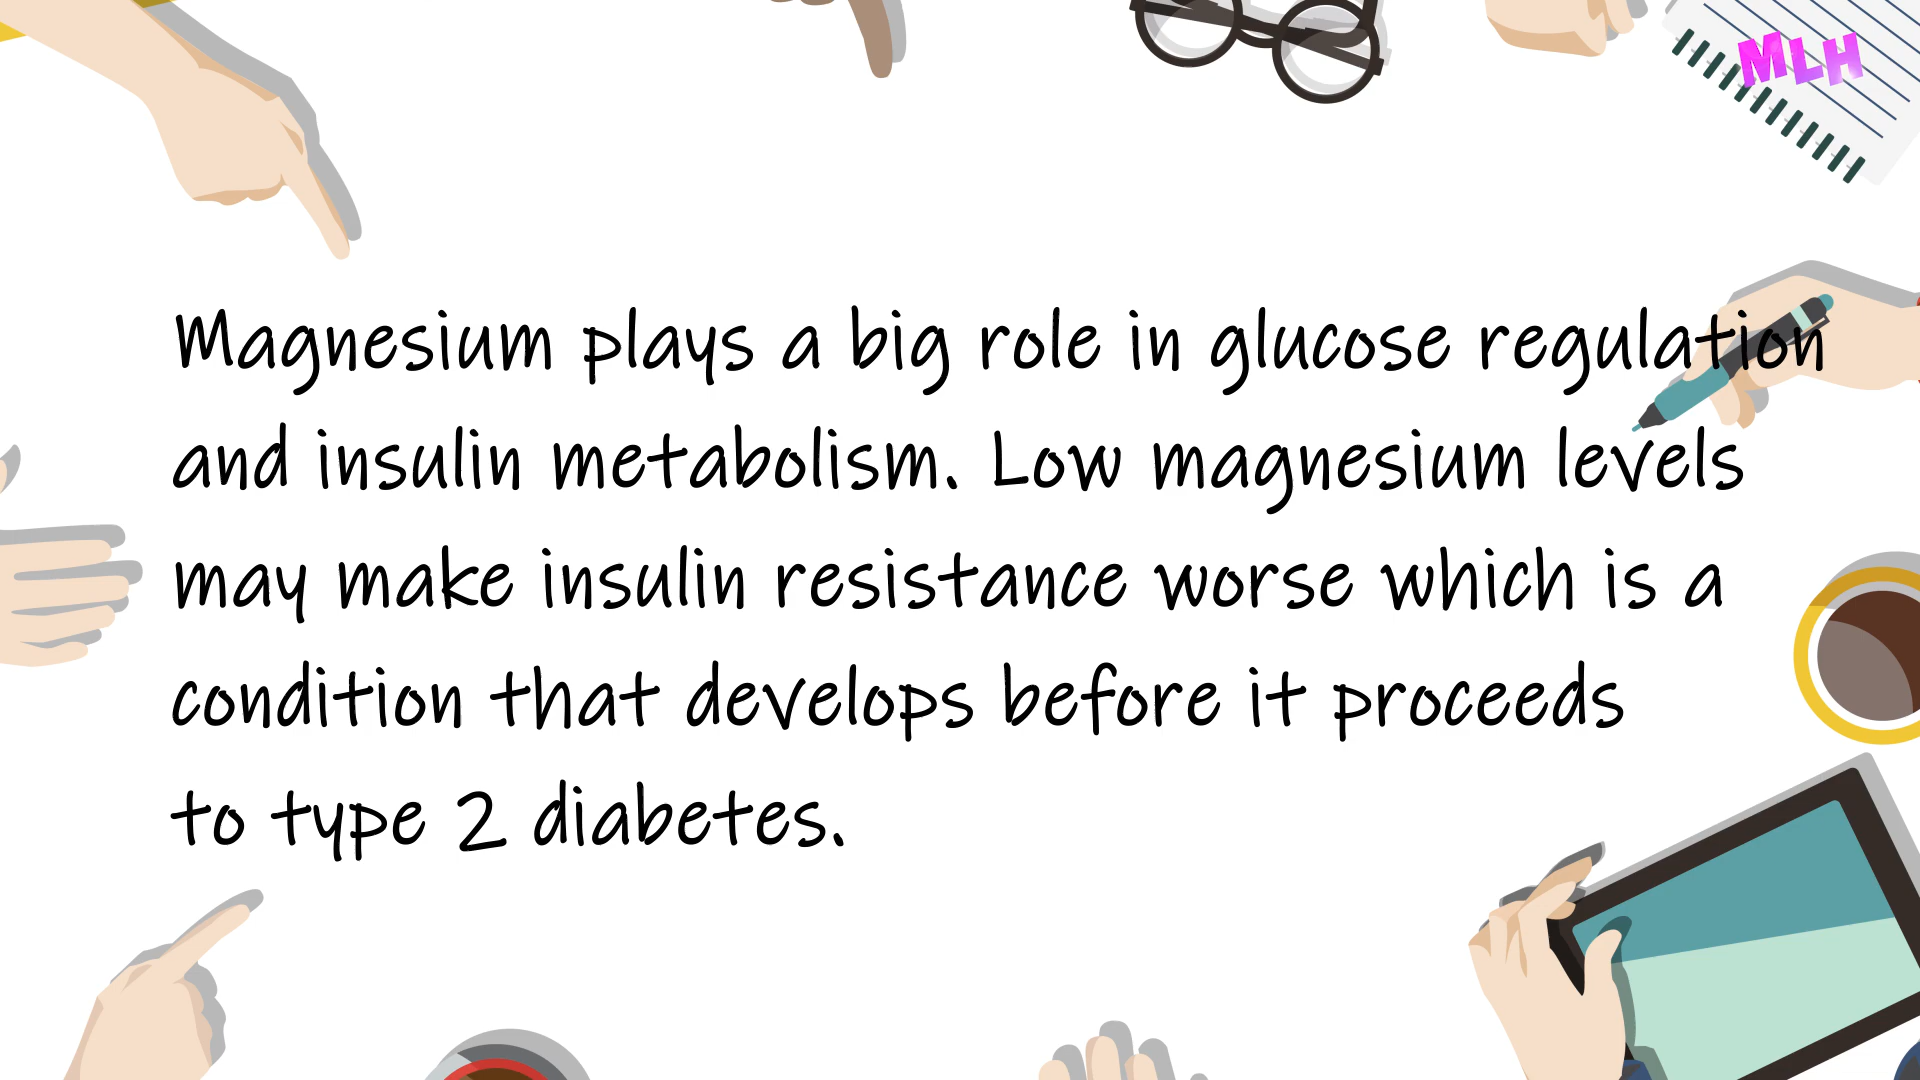 MLH
Magnesium plays a big role in glucose regulation
and insulin metabolism. Low magnesium levels
may make insulin resistance worse which is a
condition that develops before it proceeds
to type 2 diabetes.